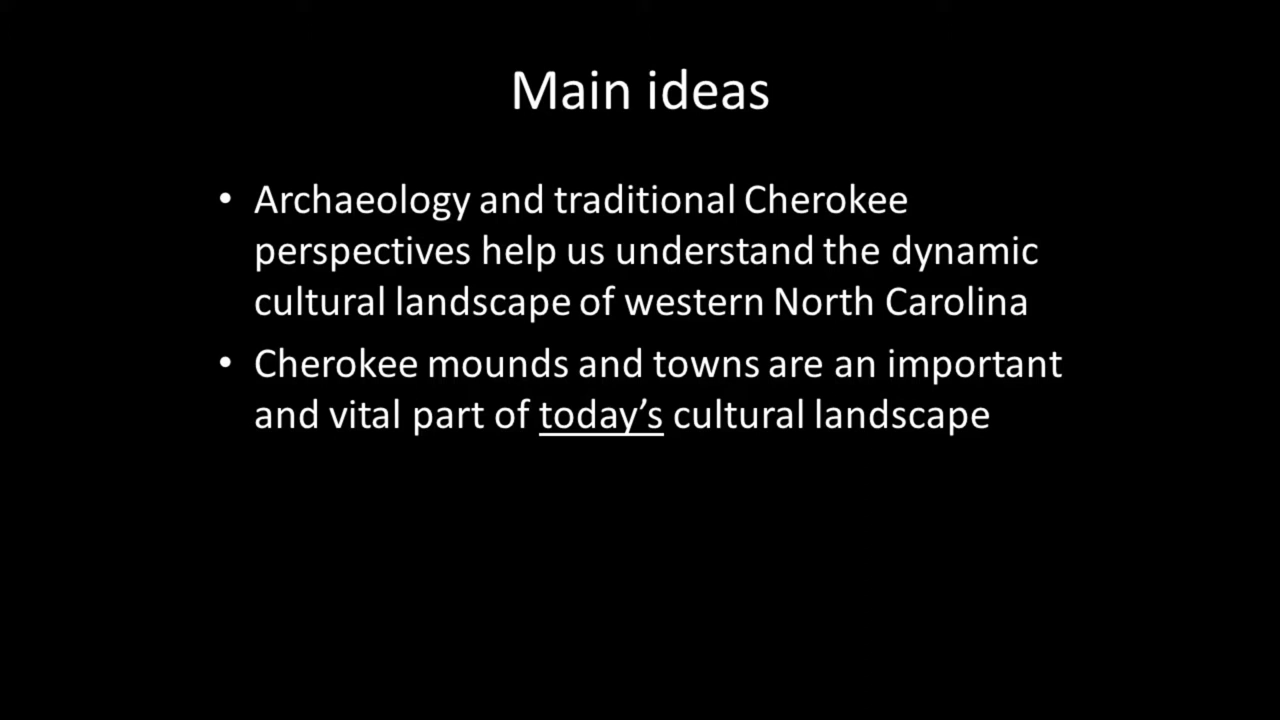 Main ideas
• Archaeology and traditional Cherokee
perspectives help us understand the dynamic
cultural landscape of western North Carolina
• Cherokee mounds and towns are an important
and vital part of today’s cultural landscape